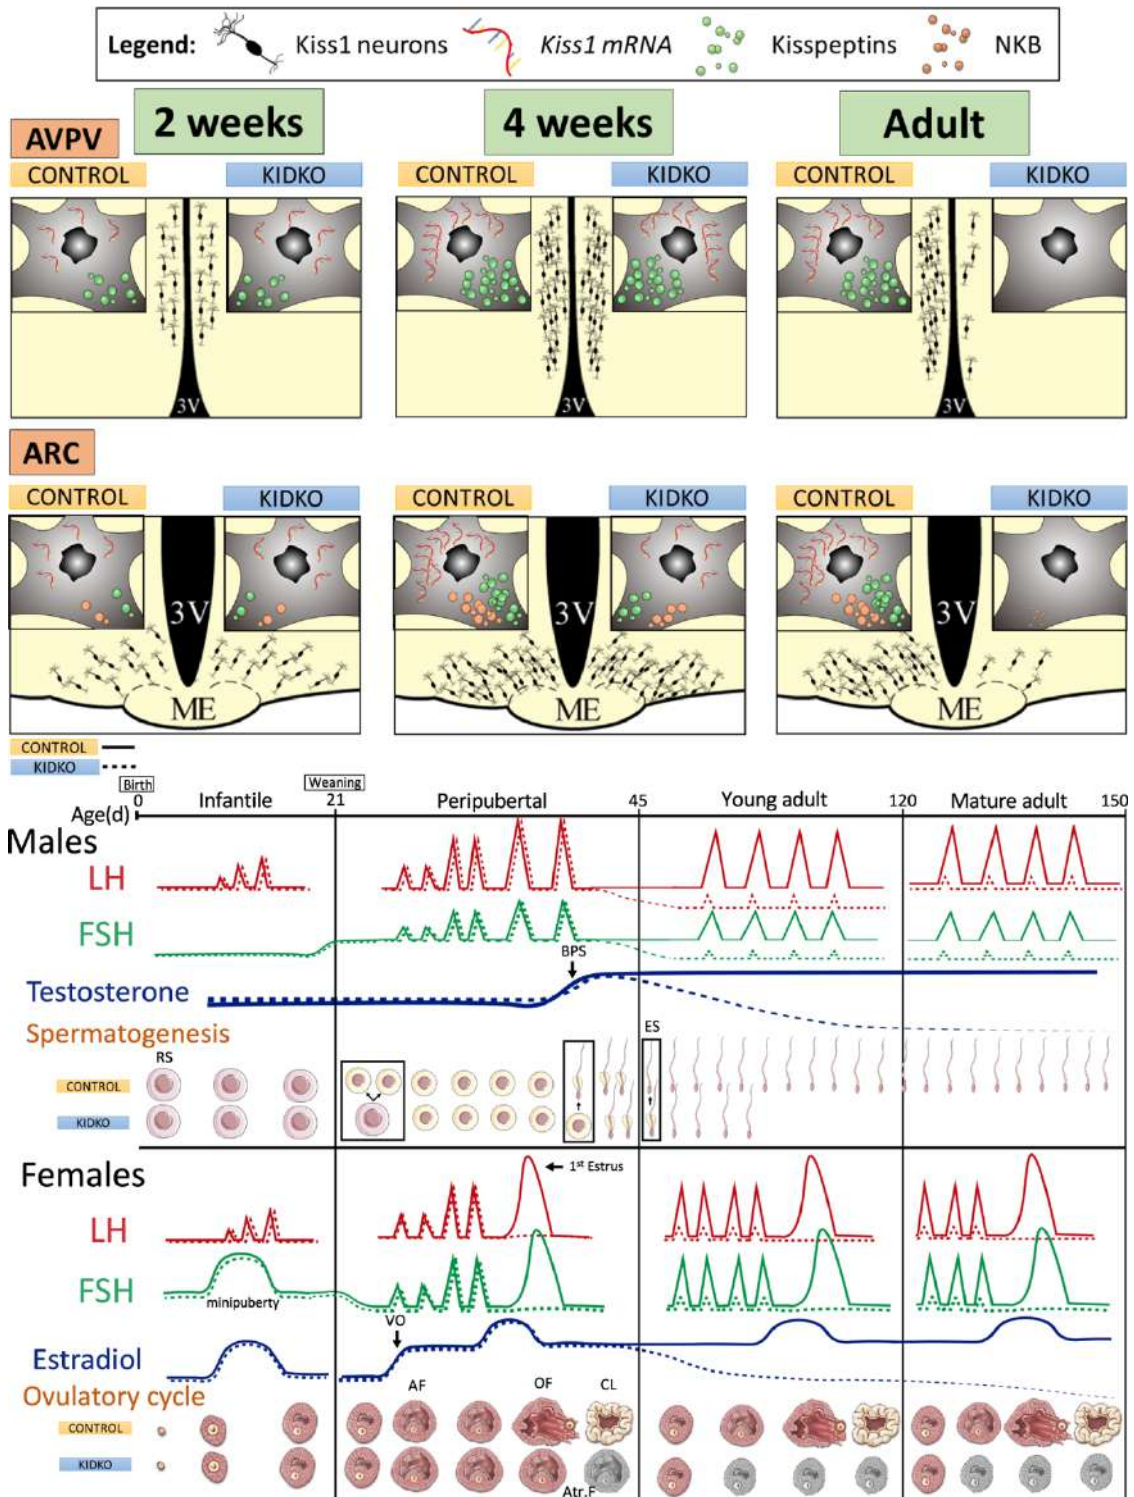 Legend: Kiss1 neurons Kiss1 mRNA Kisspeptins NKB
2 weeks 4 weeks Adult
AVPV
CONTROL KIDKO CONTROL KIDKO CONTROL KIDKO
3V 3V 3V
ARC
CONTROL KIDKO CONTROL KIDKO CONTROL KIDKO
3V 3V 3V
ME ME ME
CONTROL
KIDKO
Birth Weaning
Age(d) 0 Infantile 21 Peripubertal 45 Young adult 120 Mature adult 150
Males
LH
FSH
BPS
Testosterone
Spermatogenesis
RS ES
CONTROL
KIDKO
Females
1st Estrus
LH
FSH
minipuberty
VO
Estradiol
Ovulatory cycle
AF OF CL
CONTROL
KIDKO
Atr.F